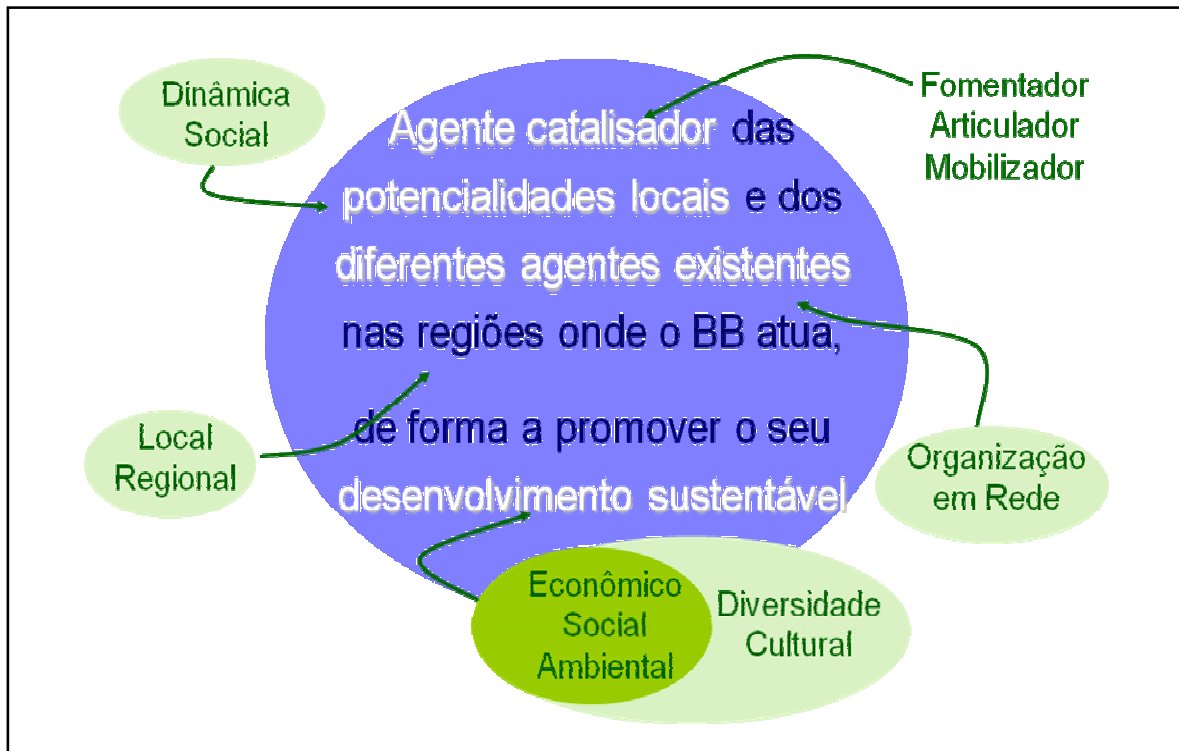 Dinâmica
Social
Fomentador
Articulador
Mobilizador
Agente catalisador das
potencialidades locais e dos
diferentes agentes existentes
nas regiões onde o BB atua,
de forma a promover o seu
desenvolvimento sustentável
Local
Regional
Organização
em Rede
Econômico
Social
Ambiental
Diversidade
Cultural